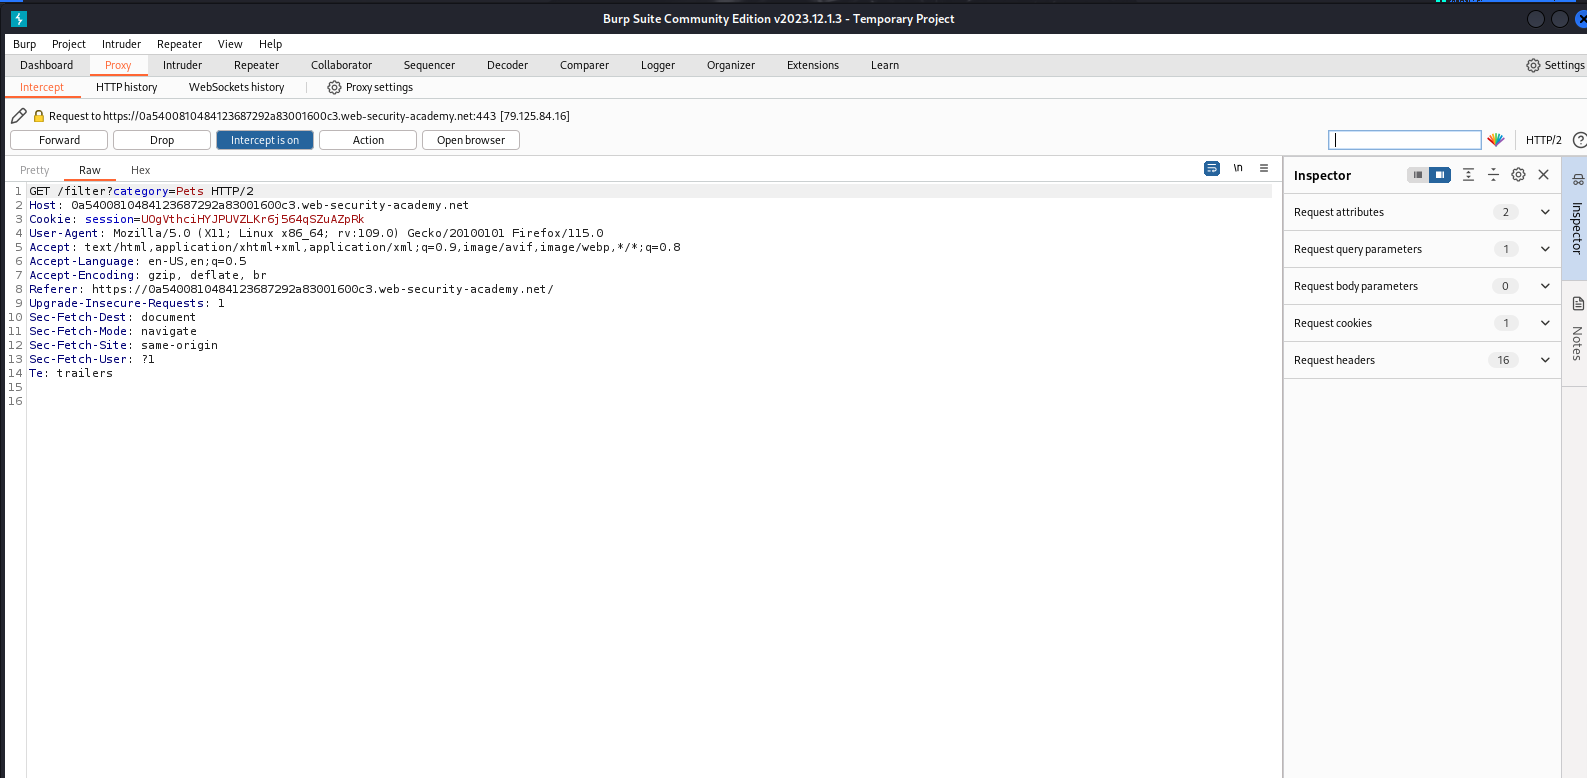 Burp Suite Community Edition v2023.12.1.3 - Temporary Project
Burp Project Intruder Repeater View Help
Dashboard Proxy Intruder Repeater Collaborator Sequencer Decoder Comparer Logger Organizer Extensions Learn Settings
Intercept HTTP history WebSockets history Proxy settings
Request to https://0a5400810484123687292a83001600c3.web-security-academy.net:443 [79.125.84.16]
Forward Drop Intercept is on Action Open browser HTTP/2 ?
Pretty Raw Hex \n
1 GET /filter?category=Pets HTTP/2
2 Host: 0a5400810484123687292a83001600c3.web-security-academy.net
3 Cookie: session=UOgVthciHYJPUVZLKr6j564qSZuAZpRk
4 User-Agent: Mozilla/5.0 (X11; Linux x86_64; rv:109.0) Gecko/20100101 Firefox/115.0
5 Accept: text/html,application/xhtml+xml,application/xml;q=0.9,image/avif,image/webp,*/*;q=0.8
6 Accept-Language: en-US,en;q=0.5
7 Accept-Encoding: gzip, deflate, br
8 Referer: https://0a5400810484123687292a83001600c3.web-security-academy.net/
9 Upgrade-Insecure-Requests: 1
10 Sec-Fetch-Dest: document
11 Sec-Fetch-Mode: navigate
12 Sec-Fetch-Site: same-origin
13 Sec-Fetch-User: ?1
14 Te: trailers
15
16
Inspector
Request attributes 2
Request query parameters 1
Request body parameters 0
Request cookies 1
Request headers 16
Inspector
Notes